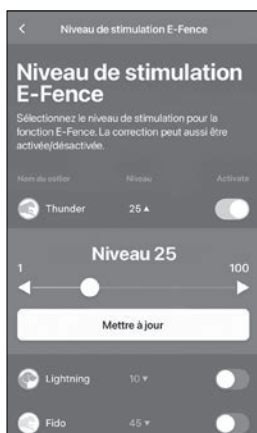 Niveau de stimulation E-Fence
Niveau de stimulation
E-Fence
Sélectionnez le niveau de stimulation pour la
fonction E-Fence. La correction peut aussi être
activée/désactivée.
Nom du collier Niveau Activate
Thunder 25 ▲
Niveau 25
1 100
Mettre à jour
Lightning 10 ▼
Fido 45 ▼